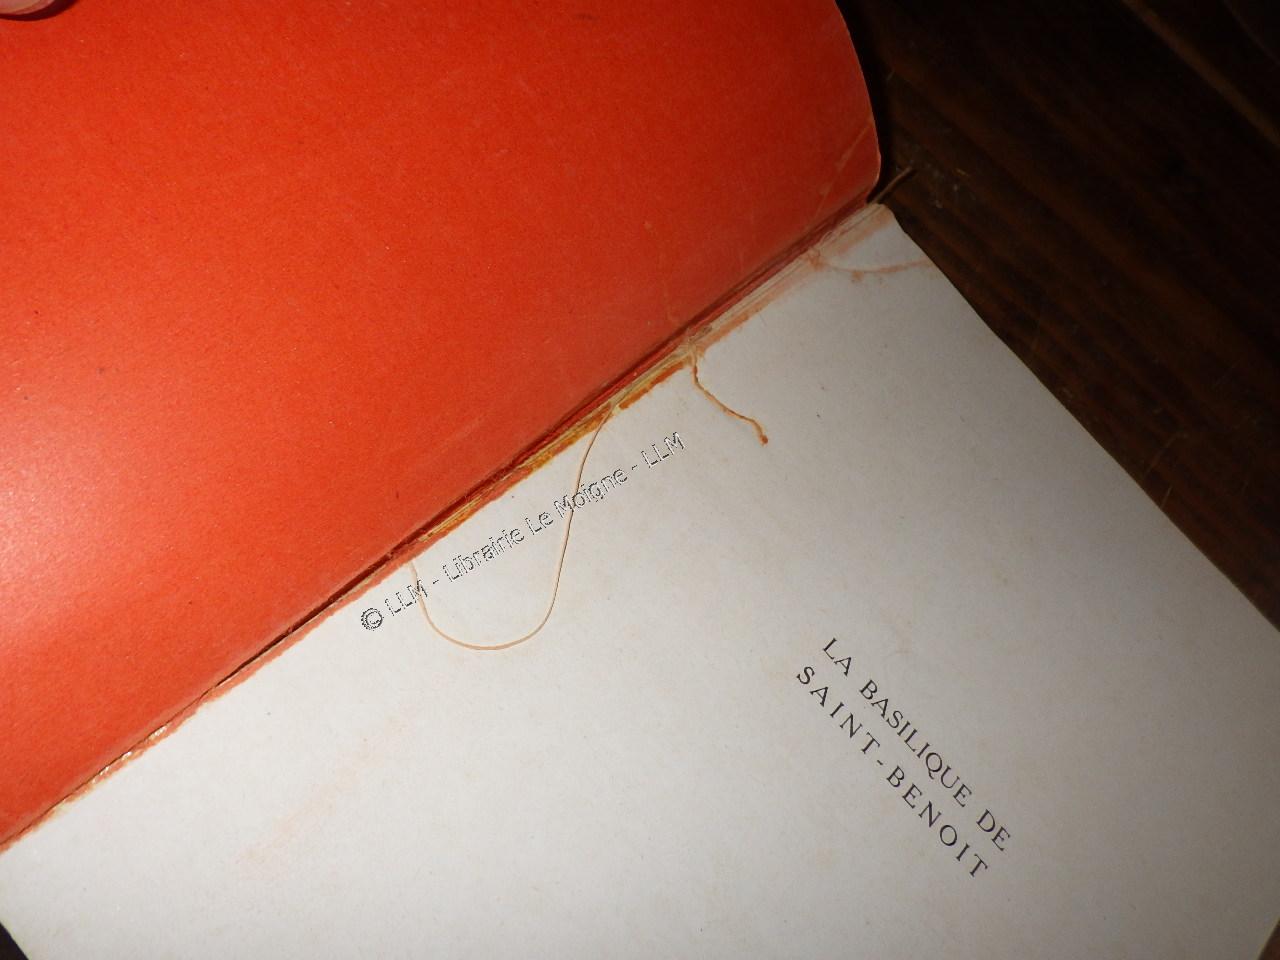 © LLM - Librairie Le Moigne - LLM
LA BASILIQUE DE
SAINT-BENOIT